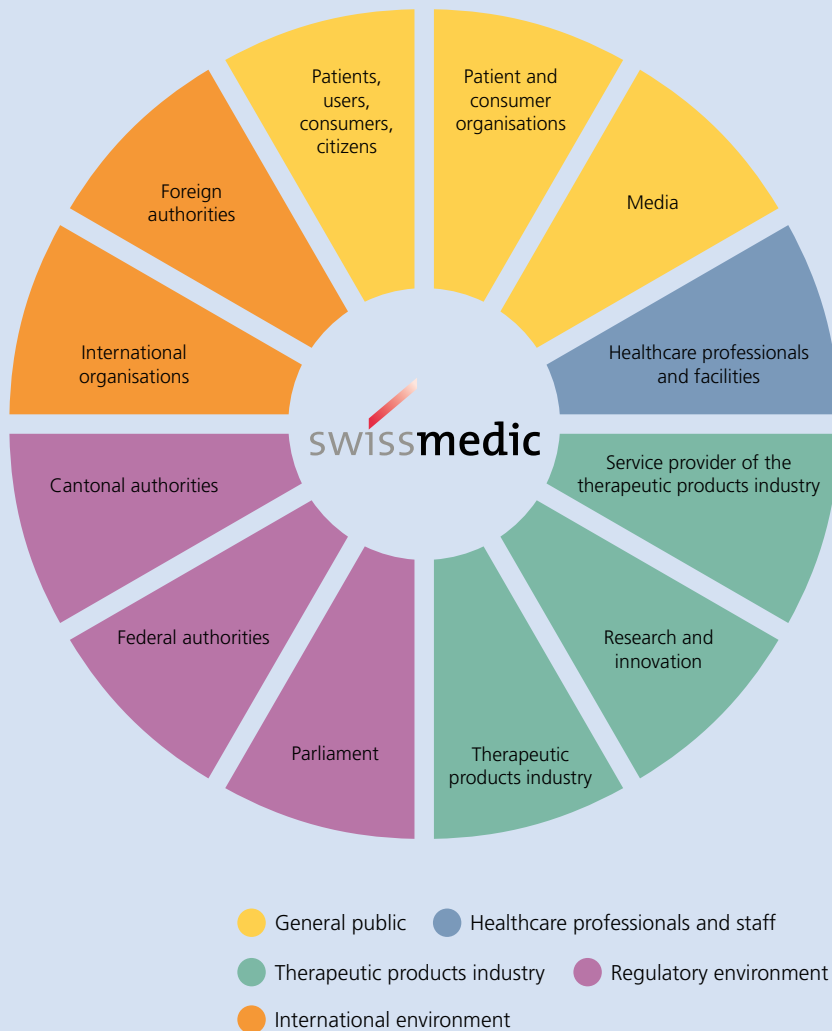 Patients,
users,
consumers,
citizens
Patient and
consumer
organisations
Media
Foreign
authorities
Healthcare professionals
and facilities
International
organisations
swissmedic
Cantonal authorities
Service provider of the
therapeutic products industry
Federal authorities
Research and
innovation
Parliament
Therapeutic
products industry
General public
Healthcare professionals and staff
Therapeutic products industry
Regulatory environment
International environment